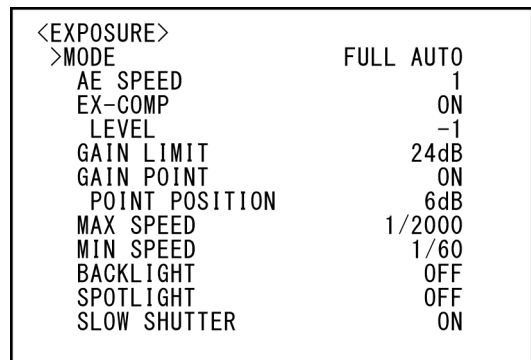 <EXPOSURE>
>MODE FULL AUTO
AE SPEED 1
EX-COMP ON
LEVEL -1
GAIN LIMIT 24dB
GAIN POINT ON
POINT POSITION 6dB
MAX SPEED 1/2000
MIN SPEED 1/60
BACKLIGHT OFF
SPOTLIGHT OFF
SLOW SHUTTER ON